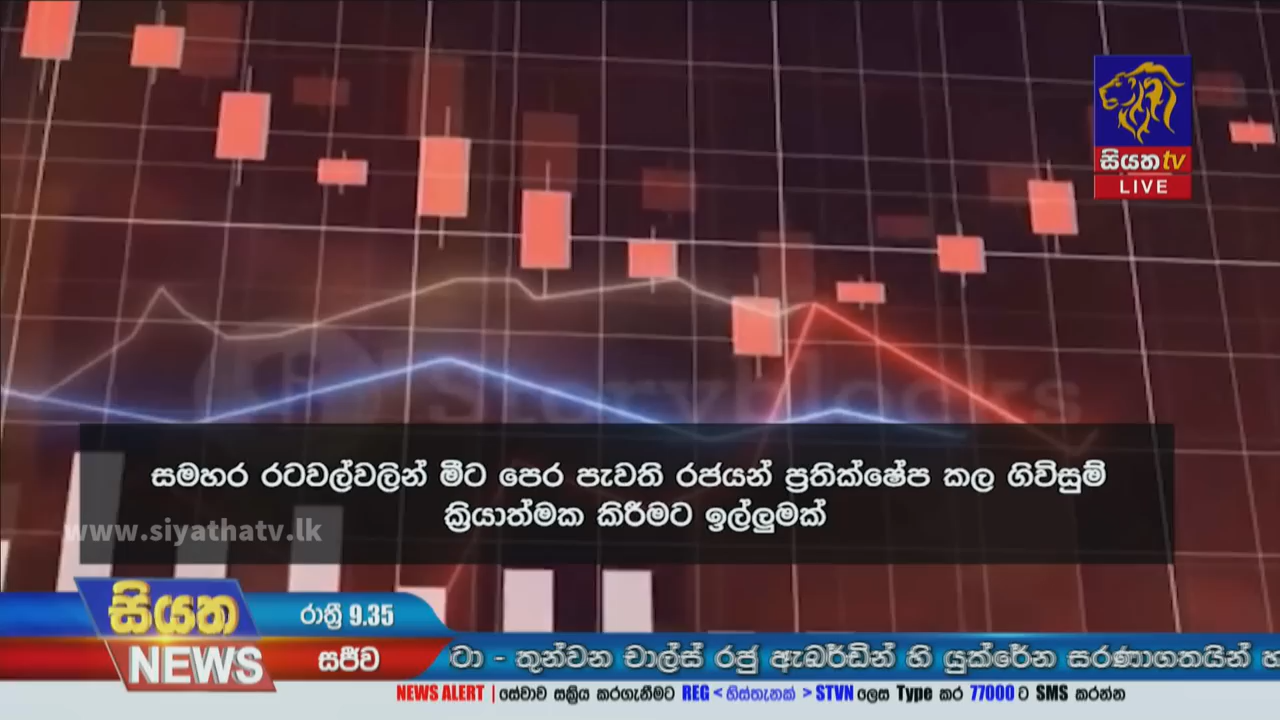 සියත tv
LIVE
Storyblocks
සමහර රටවල්වලින් මීට පෙර පැවති රජයන් ප්‍රතික්ෂේප කල ගිවිසුම්
ක්‍රියාත්මක කිරීමට ඉල්ලුමක්
www.siyathatv.lk
සියත
NEWS
රාත්‍රී 9.35
සජීව
ටා - තුන්වන චාල්ස් රජු ඇබර්ඩින් හි යුක්රේන සරණාගතයින්
NEWS ALERT | සේවාව සක්‍රිය කරගැනීමට REG < හිස්තැනක් > STVN ලෙස Type කර 77000 ට SMS කරන්න